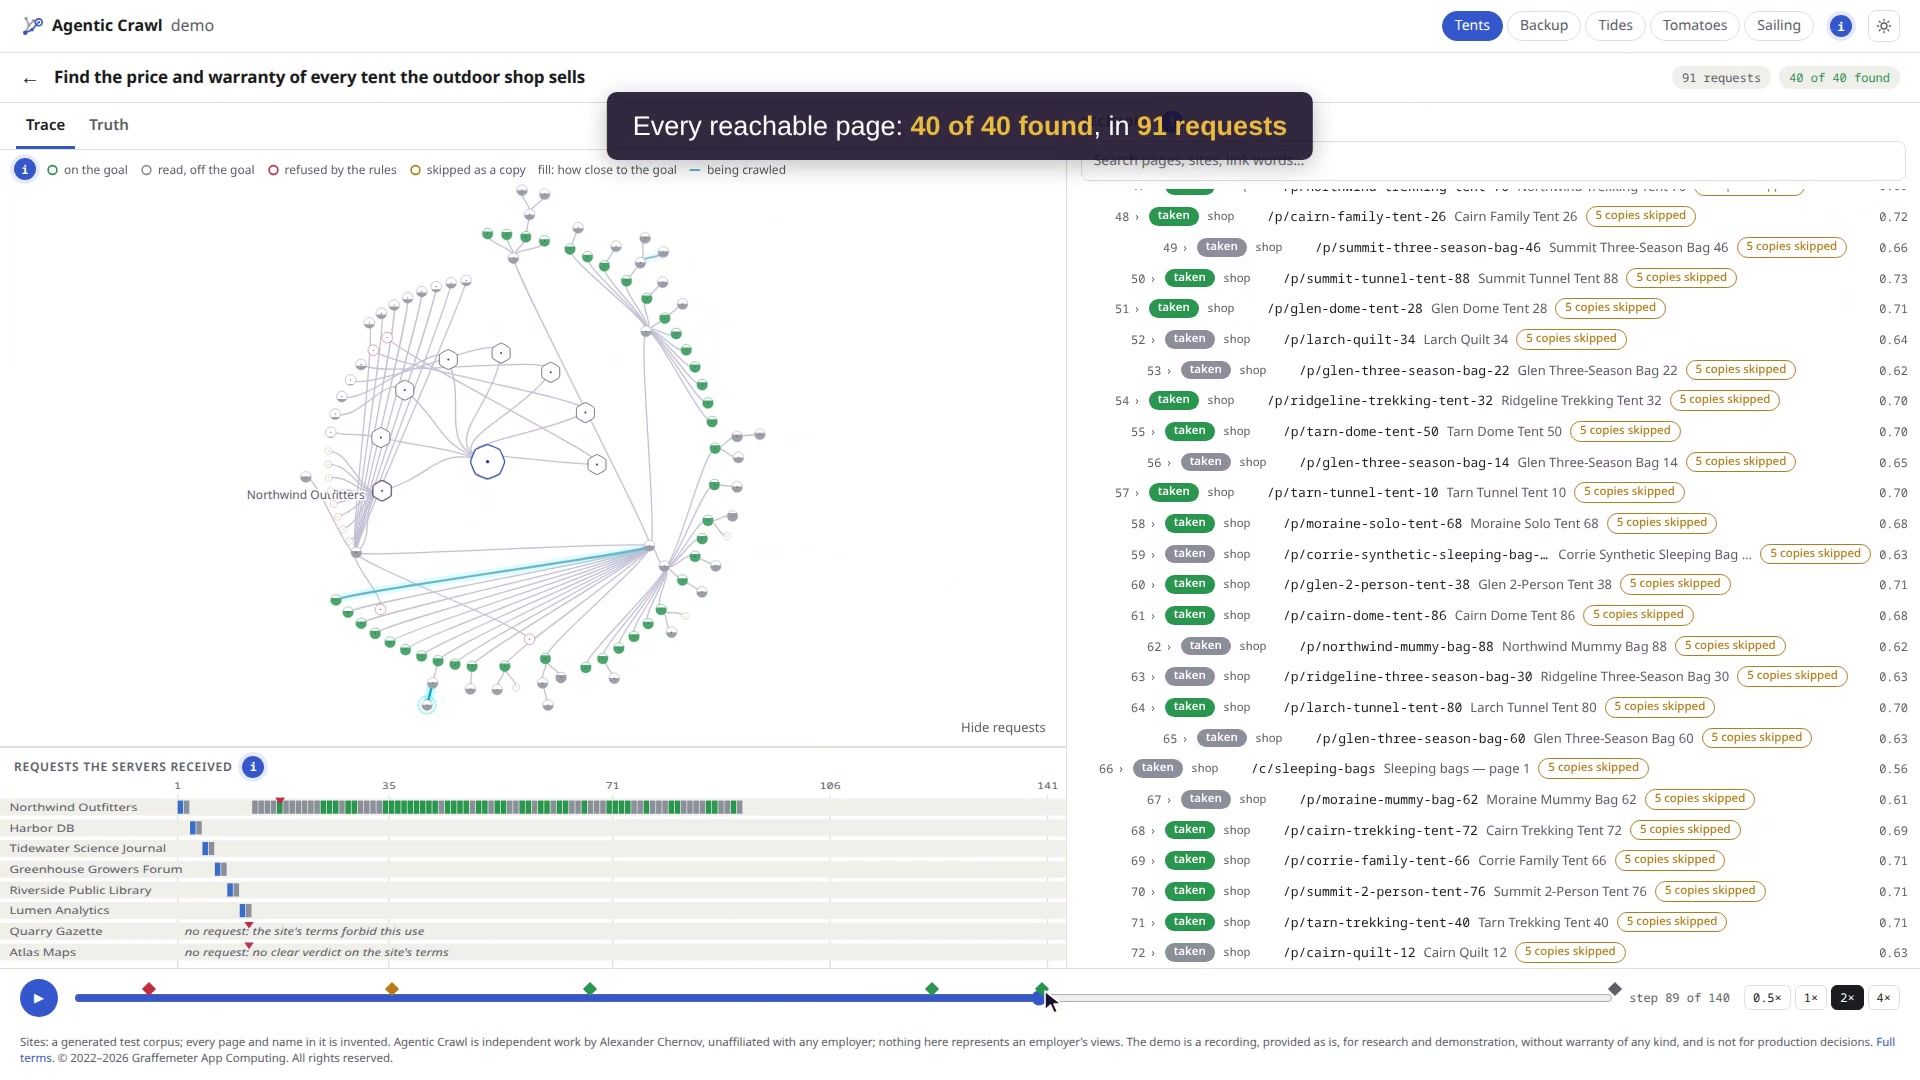 Agentic Crawl demo
Tents Backup Tides Tomatoes Sailing i
← Find the price and warranty of every tent the outdoor shop sells
91 requests 40 of 40 found
Every reachable page: 40 of 40 found, in 91 requests
Trace Truth
i on the goal read, off the goal refused by the rules skipped as a copy fill: how close to the goal being crawled
Northwind Outfitters
Hide requests
Search pages, sites, link words...
48 › taken shop /p/cairn-family-tent-26 Cairn Family Tent 26 5 copies skipped 0.72
49 › taken shop /p/summit-three-season-bag-46 Summit Three-Season Bag 46 5 copies skipped 0.66
50 › taken shop /p/summit-tunnel-tent-88 Summit Tunnel Tent 88 5 copies skipped 0.73
51 › taken shop /p/glen-dome-tent-28 Glen Dome Tent 28 5 copies skipped 0.71
52 › taken shop /p/larch-quilt-34 Larch Quilt 34 5 copies skipped 0.64
53 › taken shop /p/glen-three-season-bag-22 Glen Three-Season Bag 22 5 copies skipped 0.62
54 › taken shop /p/ridgeline-trekking-tent-32 Ridgeline Trekking Tent 32 5 copies skipped 0.70
55 › taken shop /p/tarn-dome-tent-50 Tarn Dome Tent 50 5 copies skipped 0.70
56 › taken shop /p/glen-three-season-bag-14 Glen Three-Season Bag 14 5 copies skipped 0.65
57 › taken shop /p/tarn-tunnel-tent-10 Tarn Tunnel Tent 10 5 copies skipped 0.70
58 › taken shop /p/moraine-solo-tent-68 Moraine Solo Tent 68 5 copies skipped 0.68
59 › taken shop /p/corrie-synthetic-sleeping-bag-… Corrie Synthetic Sleeping Bag … 5 copies skipped 0.63
60 › taken shop /p/glen-2-person-tent-38 Glen 2-Person Tent 38 5 copies skipped 0.71
61 › taken shop /p/cairn-dome-tent-86 Cairn Dome Tent 86 5 copies skipped 0.68
62 › taken shop /p/northwind-mummy-bag-88 Northwind Mummy Bag 88 5 copies skipped 0.62
63 › taken shop /p/ridgeline-three-season-bag-30 Ridgeline Three-Season Bag 30 5 copies skipped 0.63
64 › taken shop /p/larch-tunnel-tent-80 Larch Tunnel Tent 80 5 copies skipped 0.70
65 › taken shop /p/glen-three-season-bag-60 Glen Three-Season Bag 60 5 copies skipped 0.63
66 › taken shop /c/sleeping-bags Sleeping bags — page 1 5 copies skipped 0.56
67 › taken shop /p/moraine-mummy-bag-62 Moraine Mummy Bag 62 5 copies skipped 0.61
68 › taken shop /p/cairn-trekking-tent-72 Cairn Trekking Tent 72 5 copies skipped 0.69
69 › taken shop /p/corrie-family-tent-66 Corrie Family Tent 66 5 copies skipped 0.71
70 › taken shop /p/summit-2-person-tent-76 Summit 2-Person Tent 76 5 copies skipped 0.71
71 › taken shop /p/tarn-trekking-tent-40 Tarn Trekking Tent 40 5 copies skipped 0.71
72 › taken shop /p/cairn-quilt-12 Cairn Quilt 12 5 copies skipped 0.63
REQUESTS THE SERVERS RECEIVED i
1 35 71 106 141
Northwind Outfitters
Harbor DB
Tidewater Science Journal
Greenhouse Growers Forum
Riverside Public Library
Lumen Analytics
Quarry Gazette no request: the site's terms forbid this use
Atlas Maps no request: no clear verdict on the site's terms
step 89 of 140 0.5× 1× 2× 4×
Sites: a generated test corpus; every page and name in it is invented. Agentic Crawl is independent work by Alexander Chernov, unaffiliated with any employer; nothing here represents an employer's views. The demo is a recording, provided as is, for research and demonstration, without warranty of any kind, and is not for production decisions. Full
terms. © 2022–2026 Graffemeter App Computing. All rights reserved.